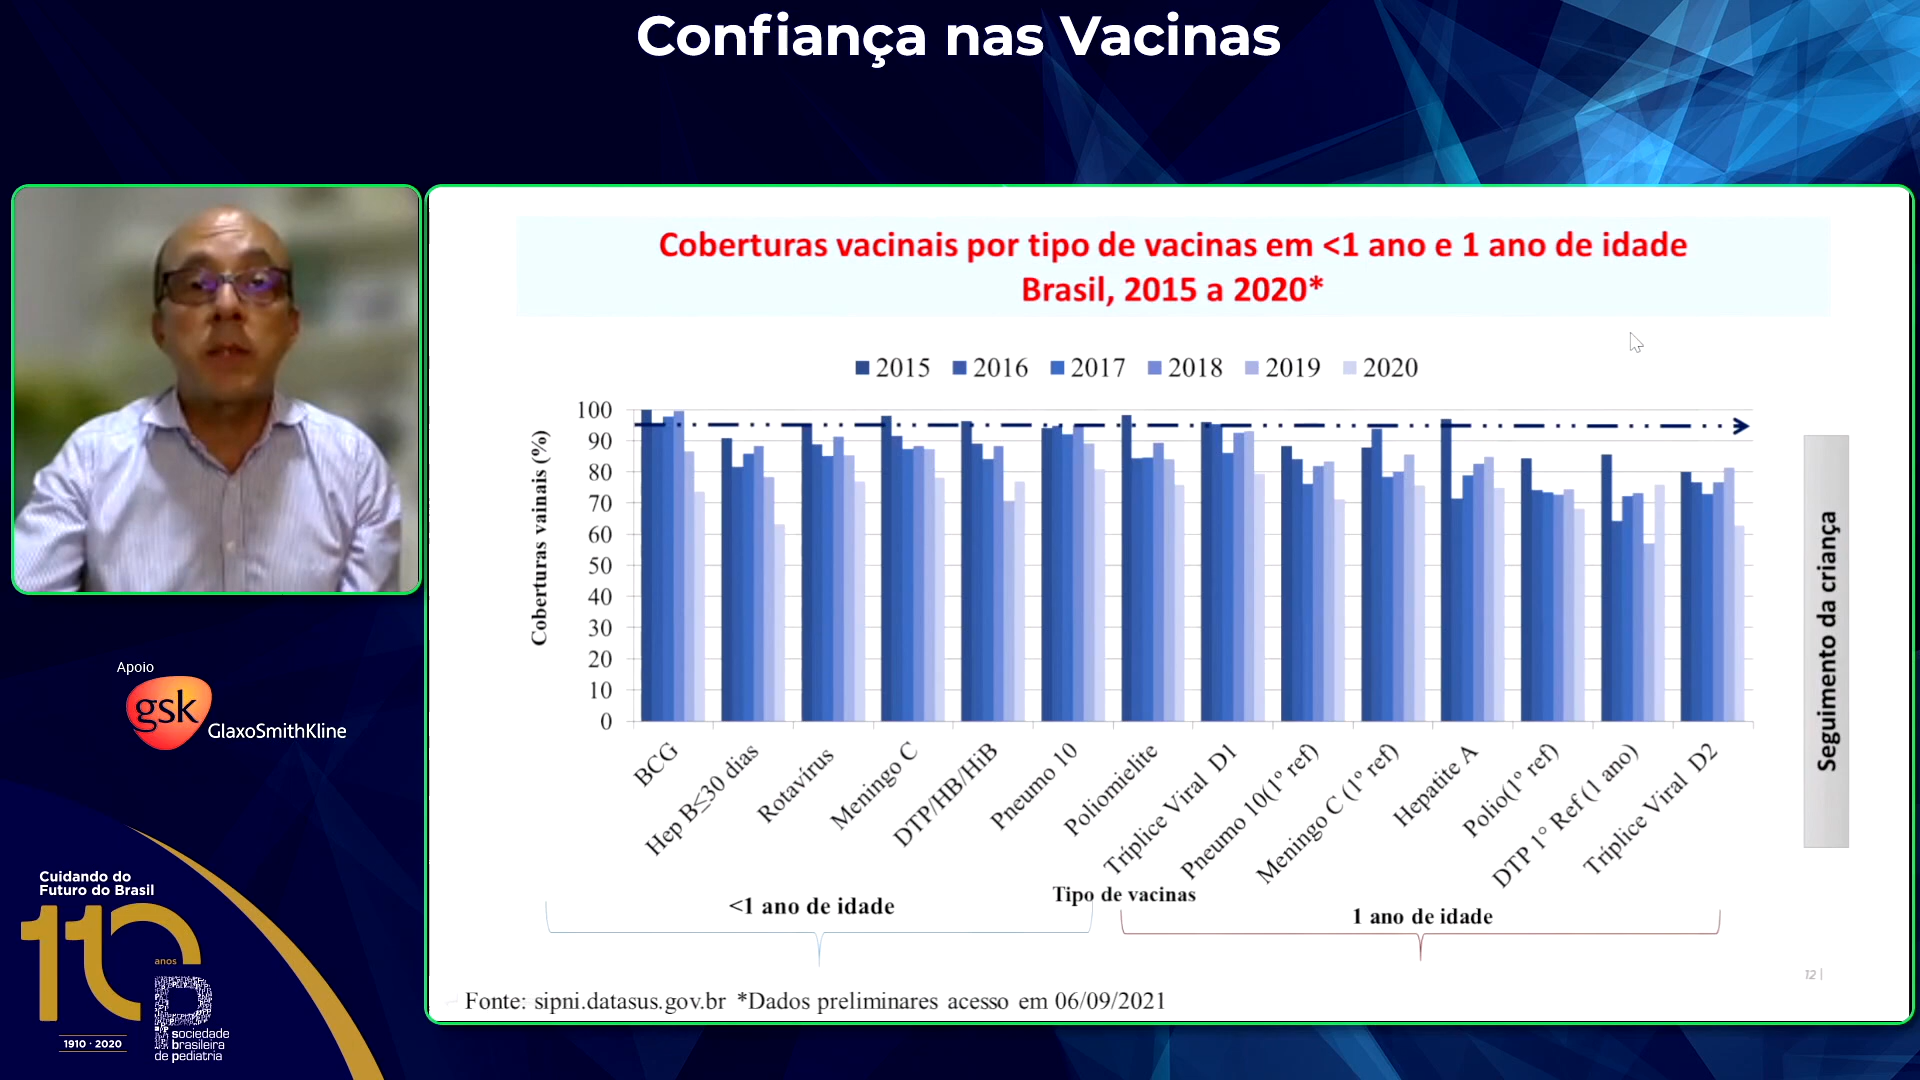 Confiança nas Vacinas
Coberturas vacinais por tipo de vacinas em <1 ano e 1 ano de idade
Brasil, 2015 a 2020*
2015 2016 2017 2018 2019 2020
Coberturas vainais (%)
100
90
80
70
60
50
40
30
20
10
0
BCG
Hep B≤30 dias
Rotavírus
Meningo C
DTP/HB/HiB
Pneumo 10
Poliomielite
Tríplice Viral D1
Pneumo 10(1º ref)
Meningo C (1º ref)
Hepatite A
Polio(1º ref)
DTP 1° Ref (1 ano)
Tríplice Viral D2
Tipo de vacinas
<1 ano de idade
1 ano de idade
Seguimento da criança
12 |
Fonte: sipni.datasus.gov.br *Dados preliminares acesso em 06/09/2021
Apoio
gsk
GlaxoSmithKline
Cuidando do
Futuro do Brasil
110
anos
1910 · 2020
sociedade
brasileira
de pediatria